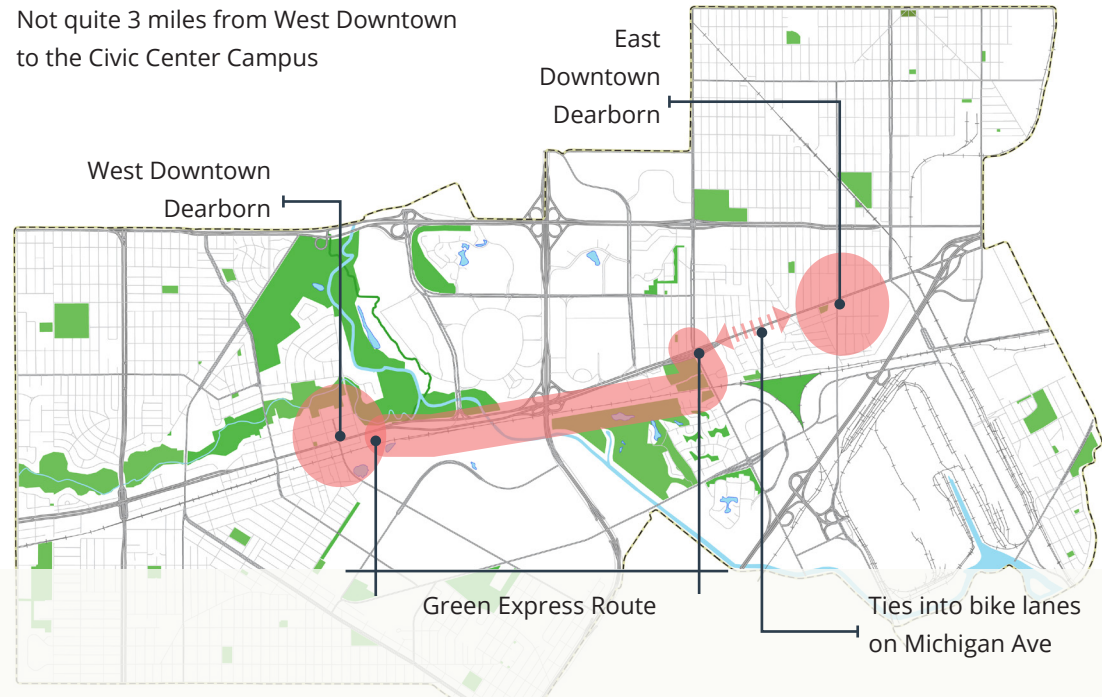 Not quite 3 miles from West Downtown
to the Civic Center Campus
East
Downtown
Dearborn
West Downtown
Dearborn
Green Express Route
Ties into bike lanes
on Michigan Ave